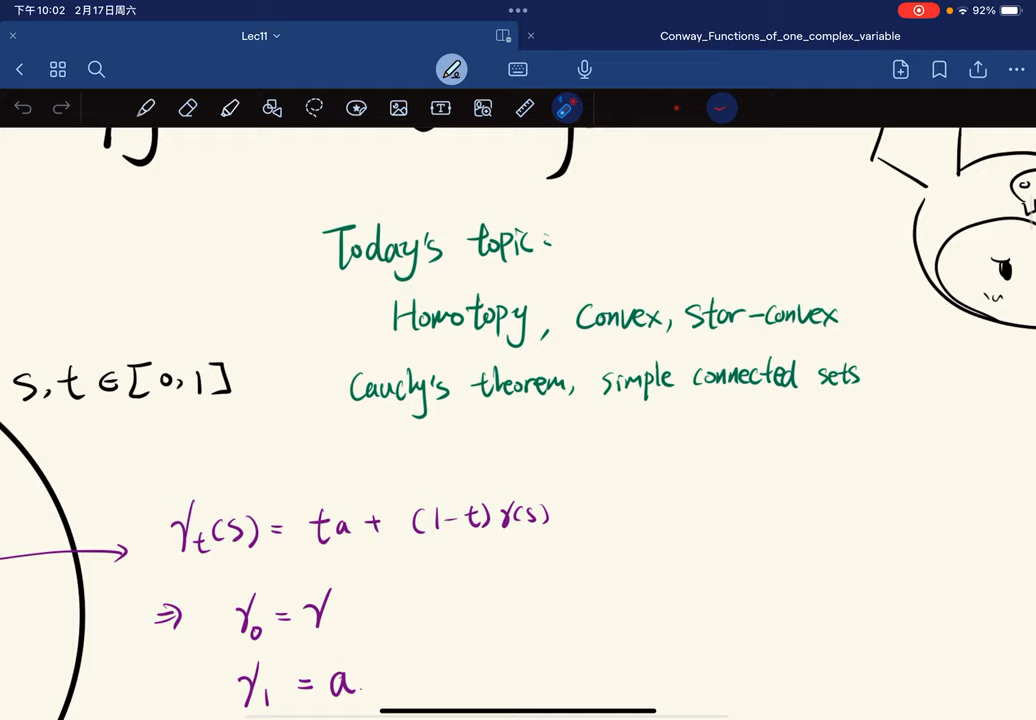 下午10:02 2月17日周六
92%
Lec11
Conway_Functions_of_one_complex_variable
Today's topic:
Homotopy, Convex, Star-convex
s,t ∈ [0,1]
Cauchy's theorem, simple connected sets
γ_t(s) = ta + (1-t)γ(s)
⇒ γ_0 = γ
γ_1 = a.